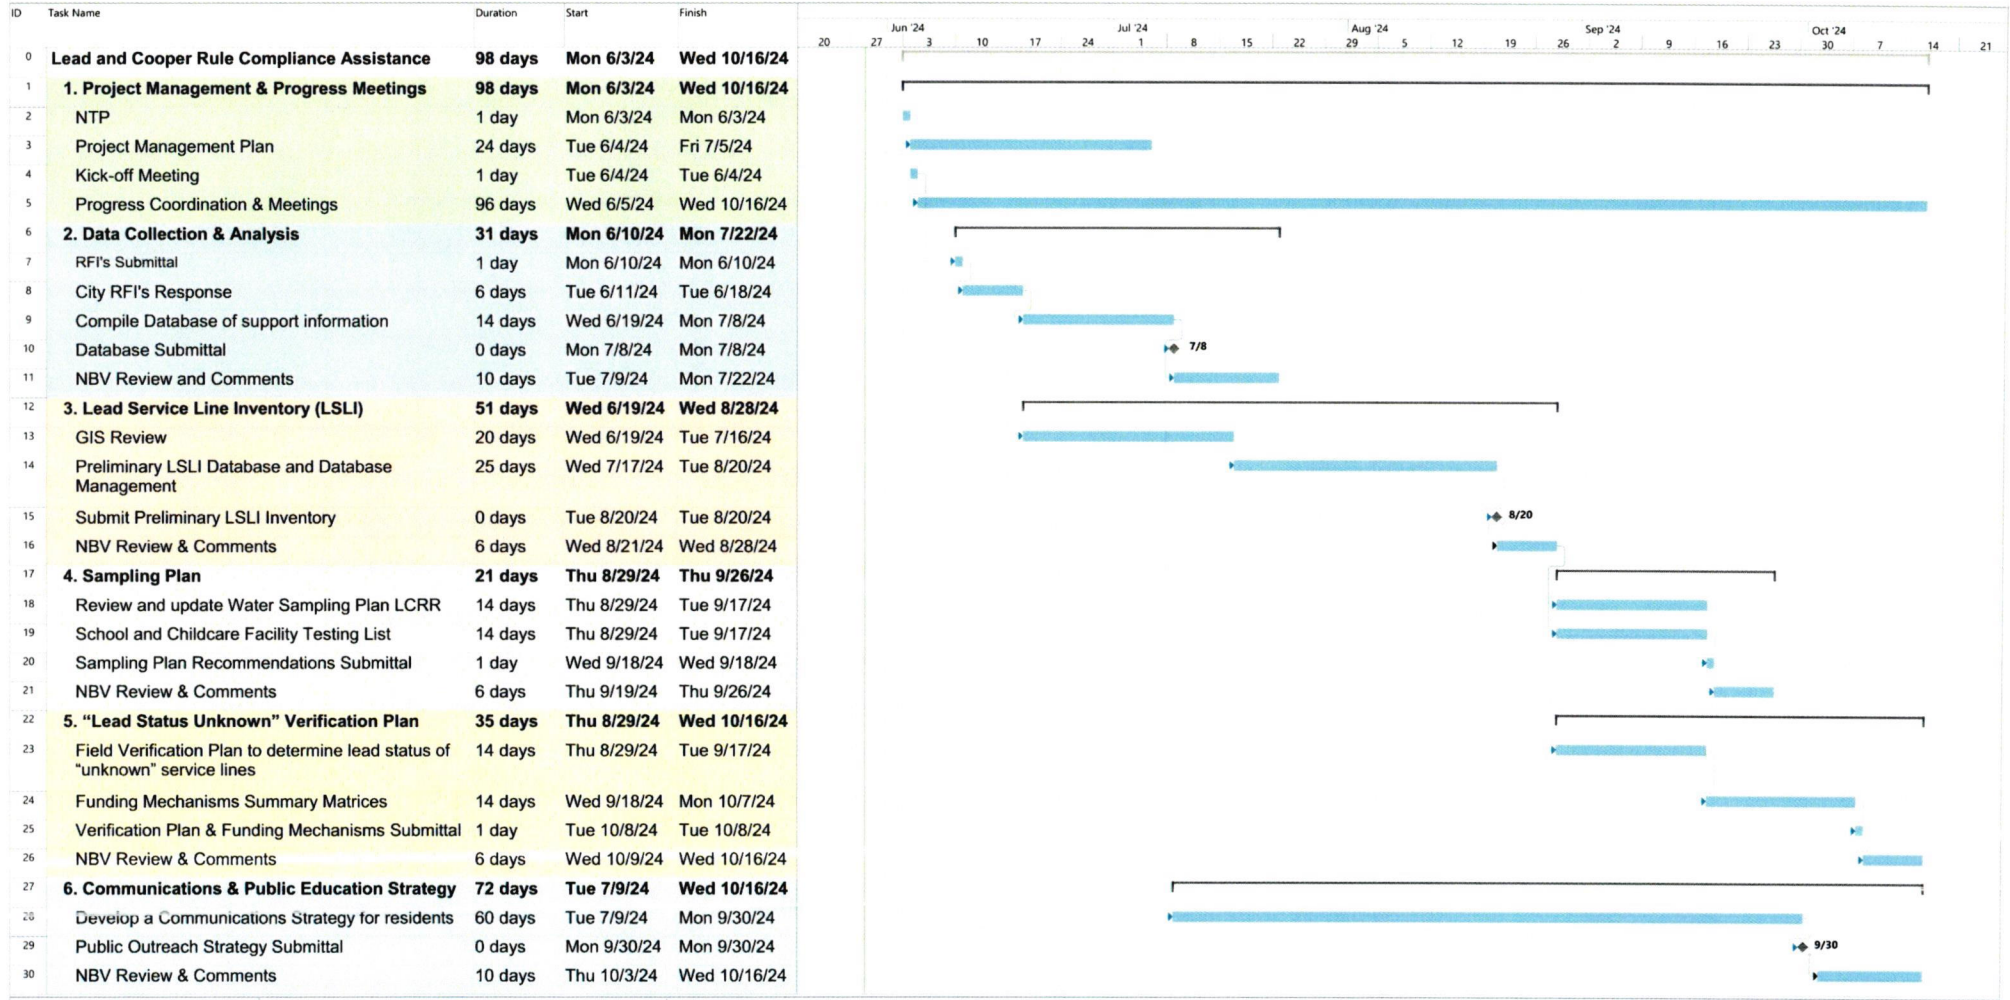 ID Task Name Duration Start Finish
Jun '24 Jul '24 Aug '24 Sep '24 Oct '24
20 27 3 10 17 24 1 8 15 22 29 5 12 19 26 2 9 16 23 30 7 14 21
0 Lead and Cooper Rule Compliance Assistance 98 days Mon 6/3/24 Wed 10/16/24
1 1. Project Management & Progress Meetings 98 days Mon 6/3/24 Wed 10/16/24
2 NTP 1 day Mon 6/3/24 Mon 6/3/24
3 Project Management Plan 24 days Tue 6/4/24 Fri 7/5/24
4 Kick-off Meeting 1 day Tue 6/4/24 Tue 6/4/24
5 Progress Coordination & Meetings 96 days Wed 6/5/24 Wed 10/16/24
6 2. Data Collection & Analysis 31 days Mon 6/10/24 Mon 7/22/24
7 RFI's Submittal 1 day Mon 6/10/24 Mon 6/10/24
8 City RFI's Response 6 days Tue 6/11/24 Tue 6/18/24
9 Compile Database of support information 14 days Wed 6/19/24 Mon 7/8/24
10 Database Submittal 0 days Mon 7/8/24 Mon 7/8/24 7/8
11 NBV Review and Comments 10 days Tue 7/9/24 Mon 7/22/24
12 3. Lead Service Line Inventory (LSLI) 51 days Wed 6/19/24 Wed 8/28/24
13 GIS Review 20 days Wed 6/19/24 Tue 7/16/24
14 Preliminary LSLI Database and Database 25 days Wed 7/17/24 Tue 8/20/24
Management
15 Submit Preliminary LSLI Inventory 0 days Tue 8/20/24 Tue 8/20/24 8/20
16 NBV Review & Comments 6 days Wed 8/21/24 Wed 8/28/24
17 4. Sampling Plan 21 days Thu 8/29/24 Thu 9/26/24
18 Review and update Water Sampling Plan LCRR 14 days Thu 8/29/24 Tue 9/17/24
19 School and Childcare Facility Testing List 14 days Thu 8/29/24 Tue 9/17/24
20 Sampling Plan Recommendations Submittal 1 day Wed 9/18/24 Wed 9/18/24
21 NBV Review & Comments 6 days Thu 9/19/24 Thu 9/26/24
22 5. “Lead Status Unknown” Verification Plan 35 days Thu 8/29/24 Wed 10/16/24
23 Field Verification Plan to determine lead status of 14 days Thu 8/29/24 Tue 9/17/24
“unknown” service lines
24 Funding Mechanisms Summary Matrices 14 days Wed 9/18/24 Mon 10/7/24
25 Verification Plan & Funding Mechanisms Submittal 1 day Tue 10/8/24 Tue 10/8/24
26 NBV Review & Comments 6 days Wed 10/9/24 Wed 10/16/24
27 6. Communications & Public Education Strategy 72 days Tue 7/9/24 Wed 10/16/24
28 Develop a Communications Strategy for residents 60 days Tue 7/9/24 Mon 9/30/24
29 Public Outreach Strategy Submittal 0 days Mon 9/30/24 Mon 9/30/24 9/30
30 NBV Review & Comments 10 days Thu 10/3/24 Wed 10/16/24